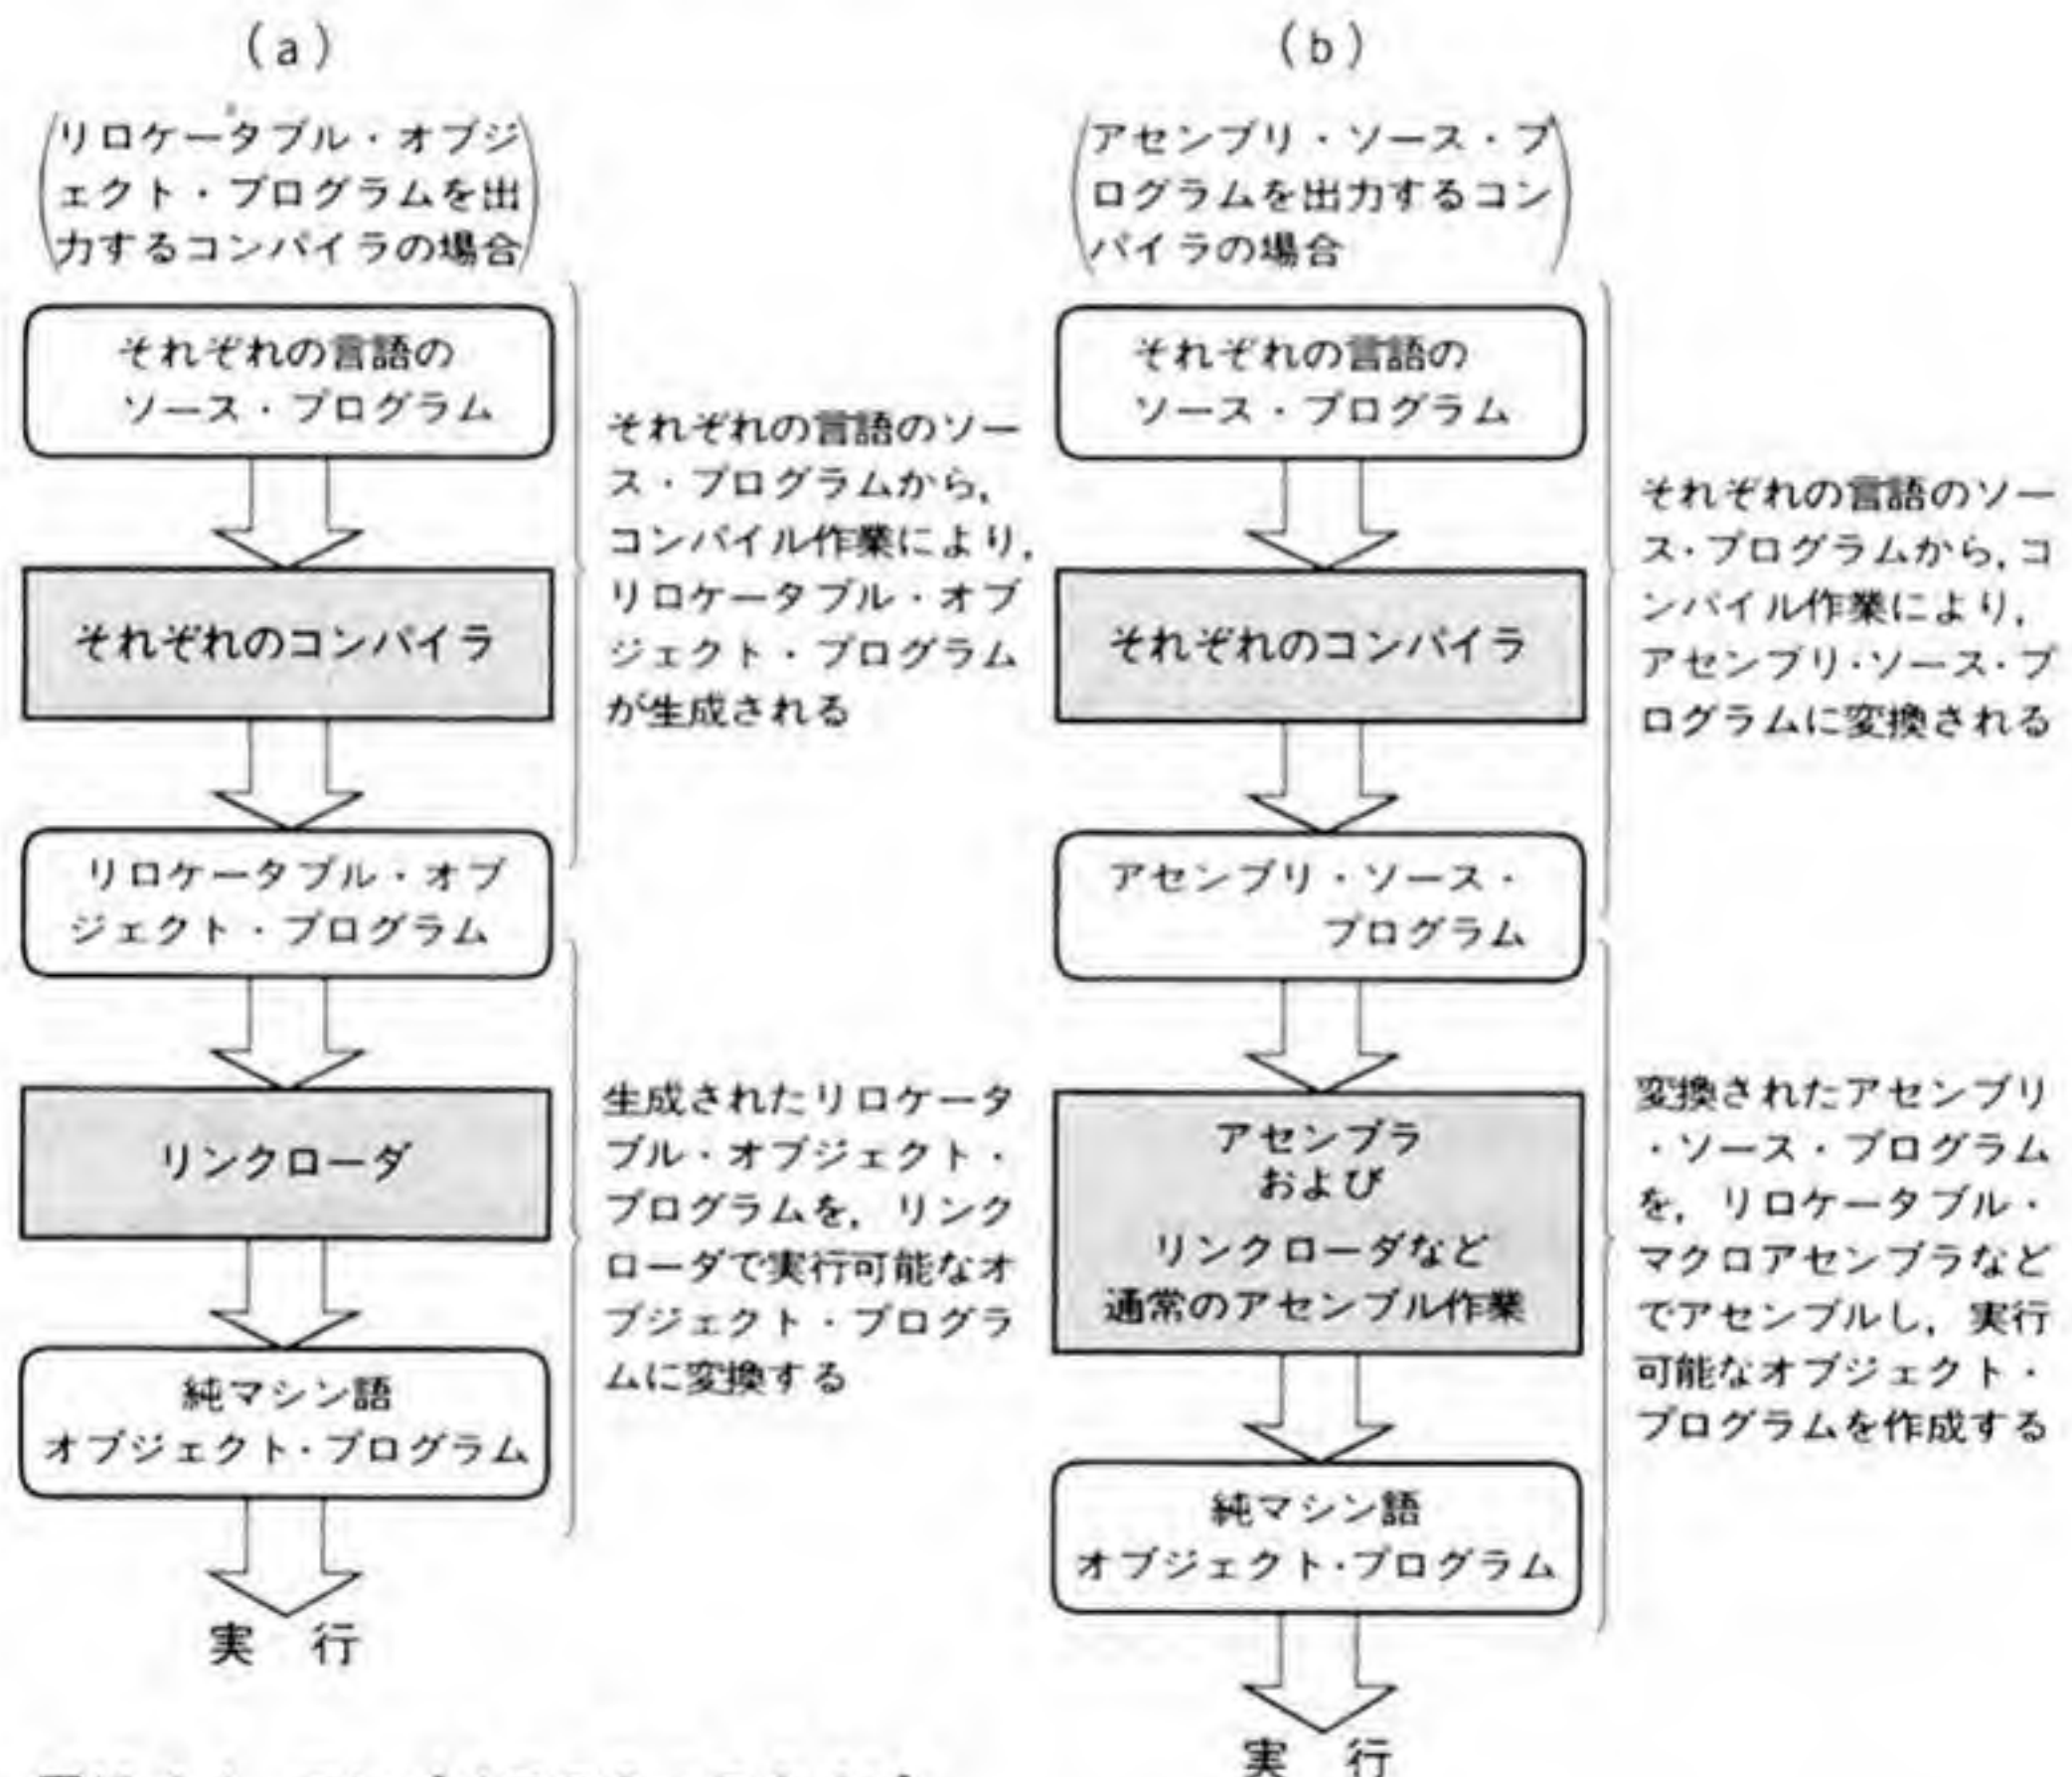 (a)
リロケータブル・オブジ
ェクト・プログラムを出
力するコンパイラの場合
それぞれの言語の
ソース・プログラム
それぞれのコンパイラ
リロケータブル・オブ
ジェクト・プログラム
リンクローダ
純マシン語
オブジェクト・プログラム
実 行
それぞれの言語のソー
ス・プログラムから,
コンパイル作業により,
リロケータブル・オブ
ジェクト・プログラム
が生成される
生成されたリロケータ
ブル・オブジェクト・
プログラムを, リンク
ローダで実行可能なオ
ブジェクト・プログラ
ムに変換する
(b)
アセンブリ・ソース・プ
ログラムを出力するコン
パイラの場合
それぞれの言語の
ソース・プログラム
それぞれのコンパイラ
アセンブリ・ソース・
プログラム
アセンブラ
および
リンクローダなど
通常のアセンブル作業
純マシン語
オブジェクト・プログラム
実 行
それぞれの言語のソー
ス・プログラムから, コ
ンパイル作業により,
アセンブリ・ソース・プ
ログラムに変換される
変換されたアセンブリ
・ソース・プログラム
を, リロケータブル・
マクロアセンブラなど
でアセンブルし, 実行
可能なオブジェクト・
プログラムを作成する